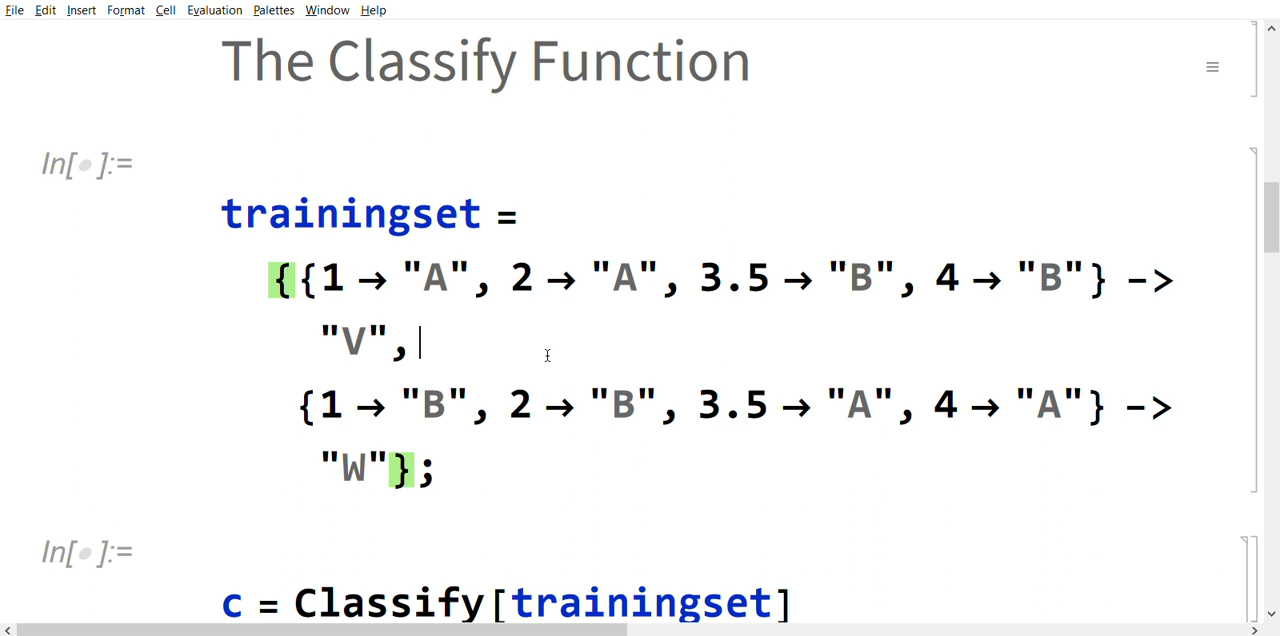 File Edit Insert Format Cell Evaluation Palettes Window Help
The Classify Function
In[ ]:=
trainingset =
{{1 → "A", 2 → "A", 3.5 → "B", 4 → "B"} ->
"V",
{1 → "B", 2 → "B", 3.5 → "A", 4 → "A"} ->
"W"};
In[ ]:=
c = Classify[trainingset]